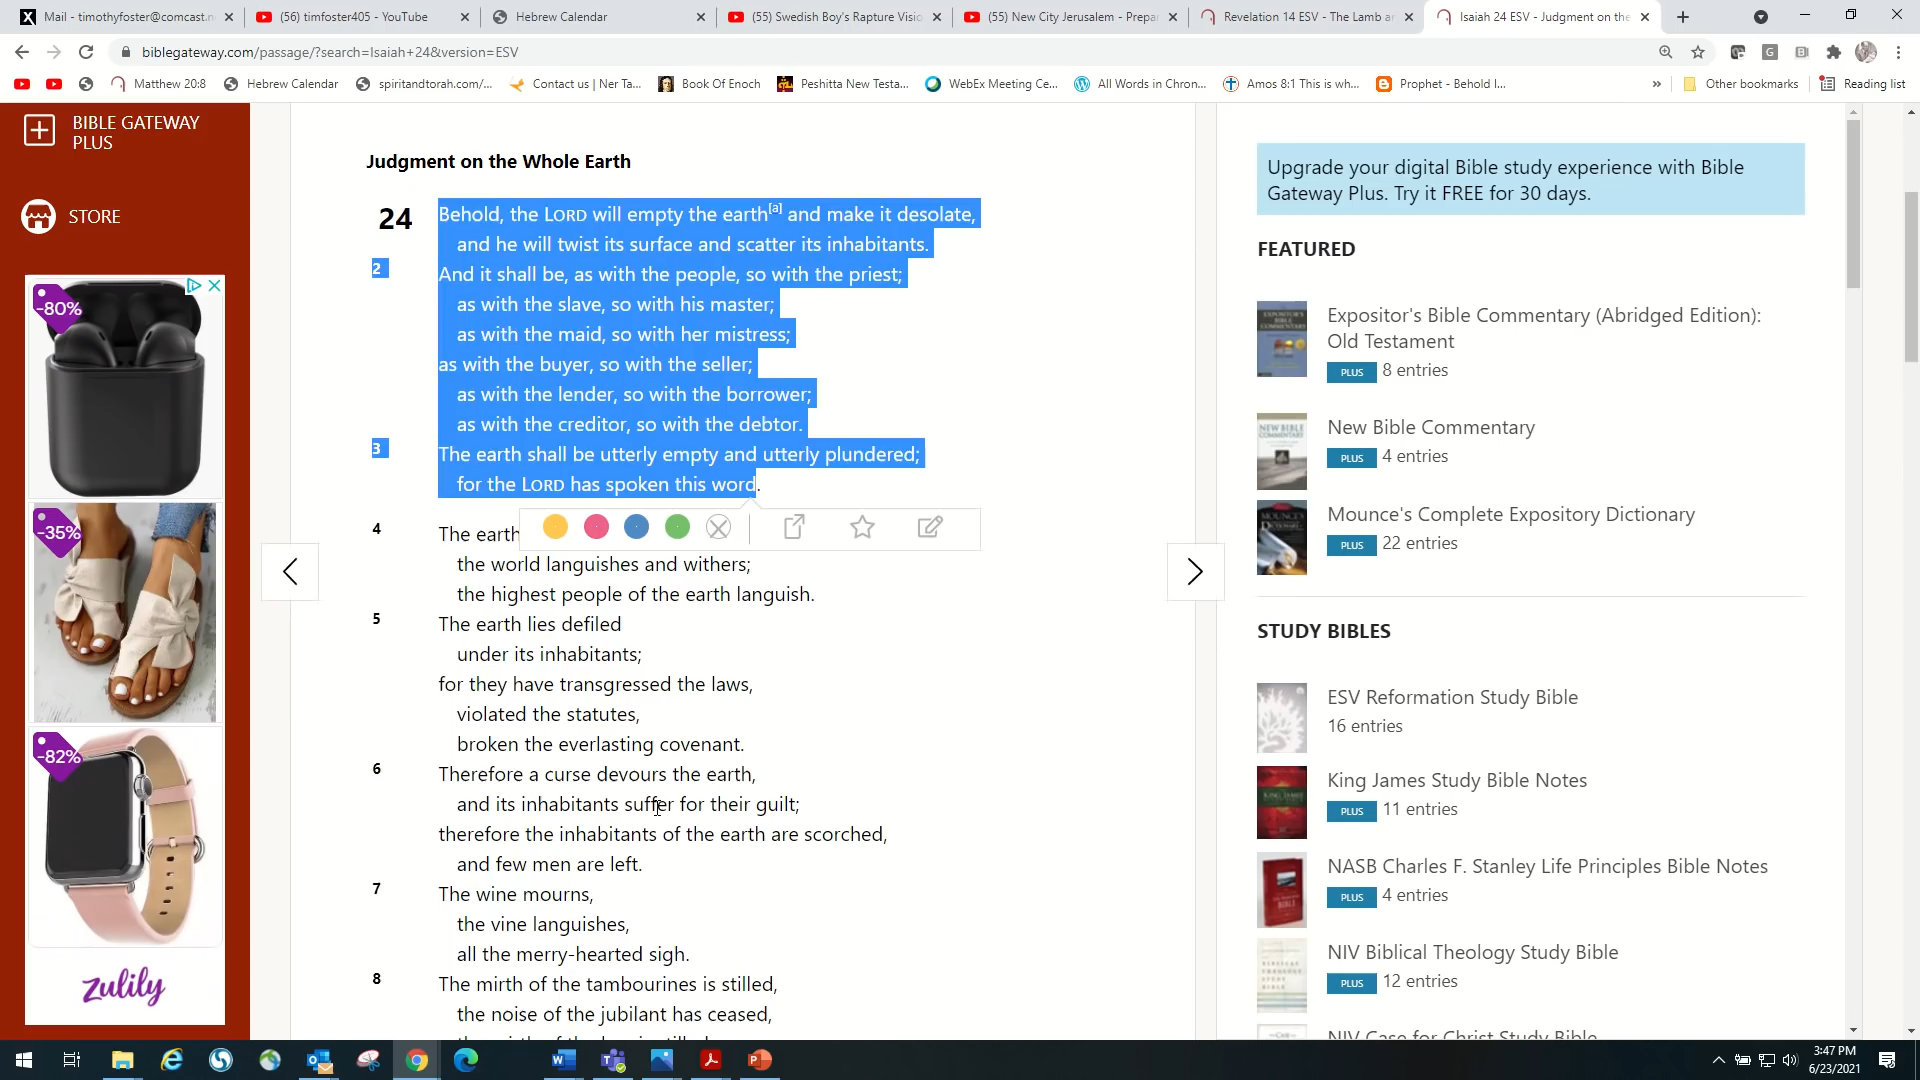 Mail - timothyfoster@comcast.n
(56) timfoster405 - YouTube
Hebrew Calendar
(55) Swedish Boy's Rapture Visio
(55) New City Jerusalem - Prepa
Revelation 14 ESV - The Lamb a
Isaiah 24 ESV - Judgment on the
biblegateway.com/passage/?search=Isaiah+24&version=ESV
Matthew 20:8
Hebrew Calendar
spiritandtorah.com/...
Contact us | Ner Ta...
Book Of Enoch
Peshitta New Testa...
WebEx Meeting Ce...
All Words in Chron...
Amos 8:1 This is wh...
Prophet - Behold I...
»
Other bookmarks
Reading list
BIBLE GATEWAY
PLUS
STORE
-80%
-35%
-82%
zulily
Judgment on the Whole Earth
24 Behold, the LORD will empty the earth[a] and make it desolate,
and he will twist its surface and scatter its inhabitants.
2 And it shall be, as with the people, so with the priest;
as with the slave, so with his master;
as with the maid, so with her mistress;
as with the buyer, so with the seller;
as with the lender, so with the borrower;
as with the creditor, so with the debtor.
3 The earth shall be utterly empty and utterly plundered;
for the LORD has spoken this word.
4 The earth
the world languishes and withers;
the highest people of the earth languish.
5 The earth lies defiled
under its inhabitants;
for they have transgressed the laws,
violated the statutes,
broken the everlasting covenant.
6 Therefore a curse devours the earth,
and its inhabitants suffer for their guilt;
therefore the inhabitants of the earth are scorched,
and few men are left.
7 The wine mourns,
the vine languishes,
all the merry-hearted sigh.
8 The mirth of the tambourines is stilled,
the noise of the jubilant has ceased,
Upgrade your digital Bible study experience with Bible
Gateway Plus. Try it FREE for 30 days.
FEATURED
Expositor's Bible Commentary (Abridged Edition):
Old Testament
PLUS 8 entries
New Bible Commentary
PLUS 4 entries
Mounce's Complete Expository Dictionary
PLUS 22 entries
STUDY BIBLES
ESV Reformation Study Bible
16 entries
King James Study Bible Notes
PLUS 11 entries
NASB Charles F. Stanley Life Principles Bible Notes
PLUS 4 entries
NIV Biblical Theology Study Bible
PLUS 12 entries
NIV Case for Christ Study Bible
3:47 PM
6/23/2021